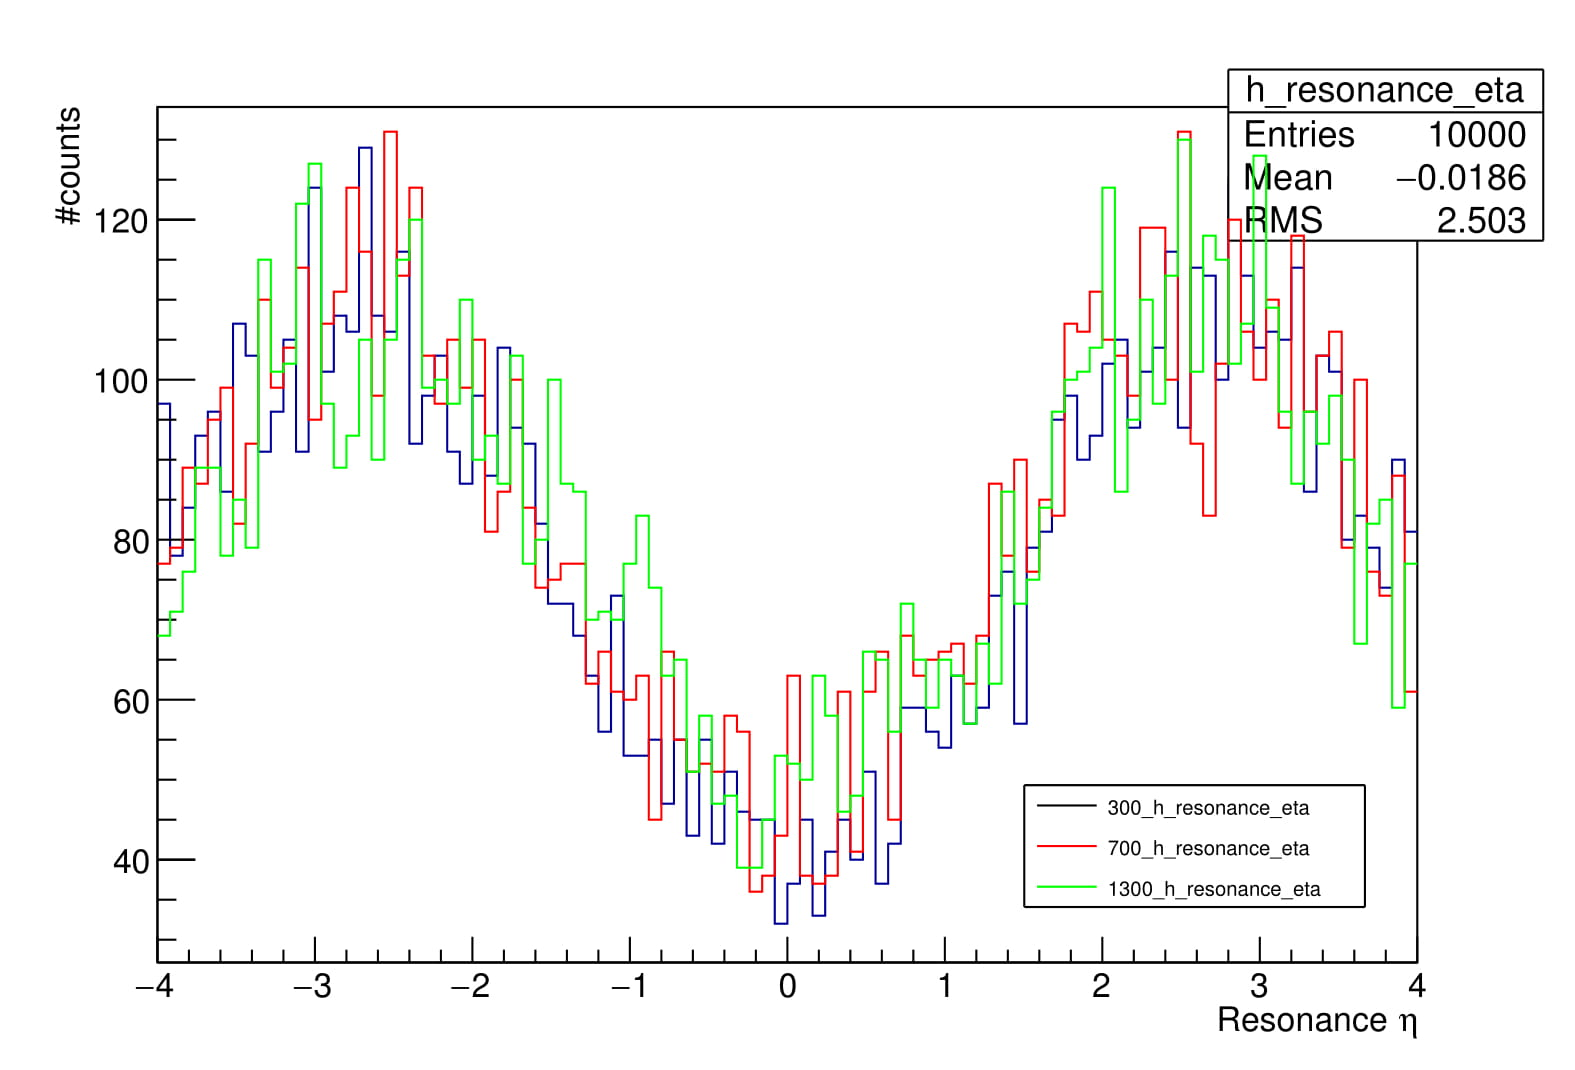 h_resonance_eta
Entries 10000
Mean −0.0186
RMS 2.503
#counts
120
100
80
60
40
300_h_resonance_eta
700_h_resonance_eta
1300_h_resonance_eta
−4 −3 −2 −1 0 1 2 3 4
Resonance η